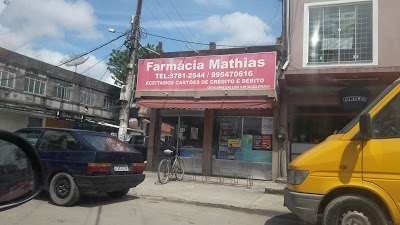 Farmácia Mathias
TEL:3781-2544 / 995470616
ACEITAMOS CARTÕES DE CRÉDITO E DÉBITO